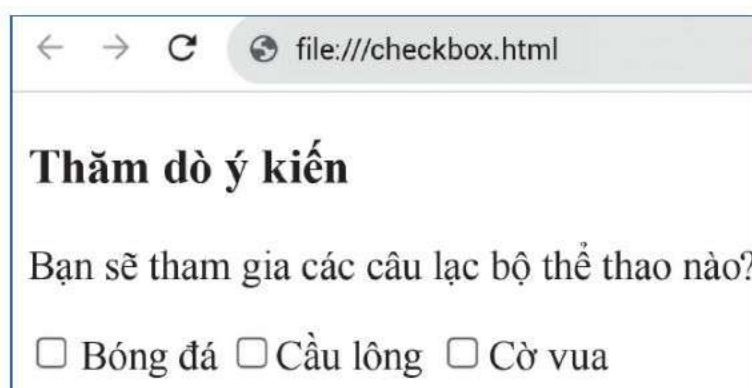 file:///checkbox.html
Thăm dò ý kiến
Bạn sẽ tham gia các câu lạc bộ thể thao nào?
Bóng đá Cầu lông Cờ vua